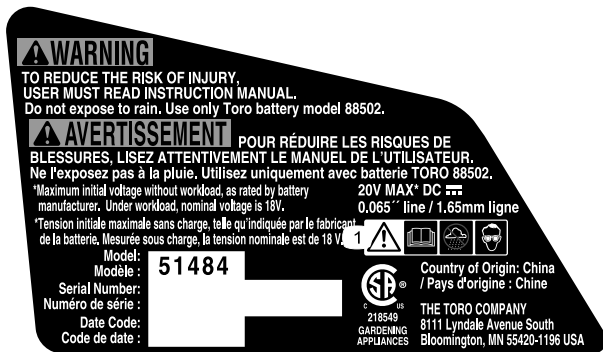 WARNING
TO REDUCE THE RISK OF INJURY,
USER MUST READ INSTRUCTION MANUAL.
Do not expose to rain. Use only Toro battery model 88502.
AVERTISSEMENT POUR RÉDUIRE LES RISQUES DE
BLESSURES, LISEZ ATTENTIVEMENT LE MANUEL DE L'UTILISATEUR.
Ne l'exposez pas à la pluie. Utilisez uniquement avec batterie TORO 88502.
*Maximum initial voltage without workload, as rated by battery
manufacturer. Under workload, nominal voltage is 18V.
*Tension initiale maximale sans charge, telle qu'indiquée par le fabricant
de la batterie. Mesurée sous charge, la tension nominale est de 18 V.
20V MAX* DC
0.065´´ line / 1.65mm ligne
1
Model:
Modèle :
51484
Serial Number:
Numéro de série :
Date Code:
Code de date :
SA ®
C US
218549
GARDENING
APPLIANCES
Country of Origin: China
/ Pays d'origine : Chine
THE TORO COMPANY
8111 Lyndale Avenue South
Bloomington, MN 55420-1196 USA